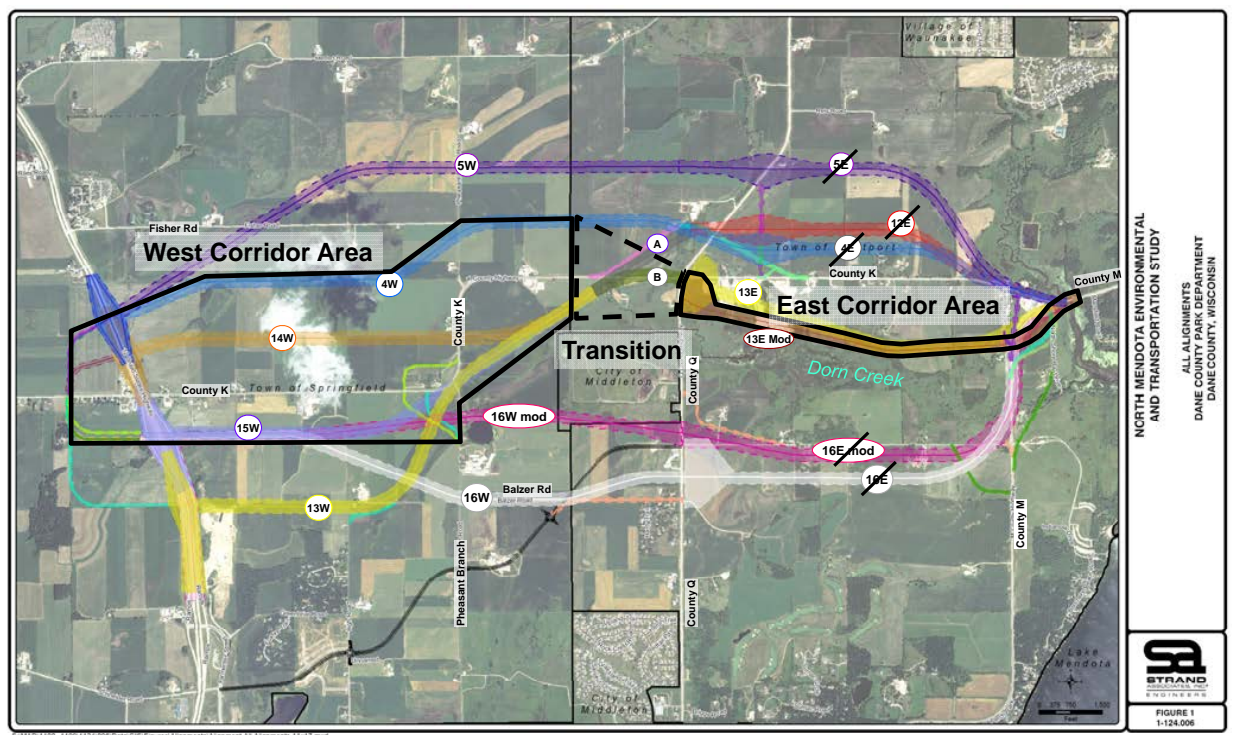 Village of
Waunakee
5W
5E
Fisher Rd
12E
West Corridor Area
A
4E
Town of
County K
B
County M
4W
13E
East Corridor Area
County K
14W
13E Mod
Transition
City of
Middleton
County Q
Dorn Creek
County K
Town of Springfield
16W mod
15W
16E mod
16E
16W
Balzer Rd
13W
Pheasant Branch
County Q
County M
Lake
Mendota
City of
Middleton
Feet
NORTH MENDOTA ENVIRONMENTAL
AND TRANSPORTATION STUDY
ALL ALIGNMENTS
DANE COUNTY PARK DEPARTMENT
DANE COUNTY, WISCONSIN
sa
STRAND
ASSOCIATES, INC.®
ENGINEERS
FIGURE 1
1-124.006